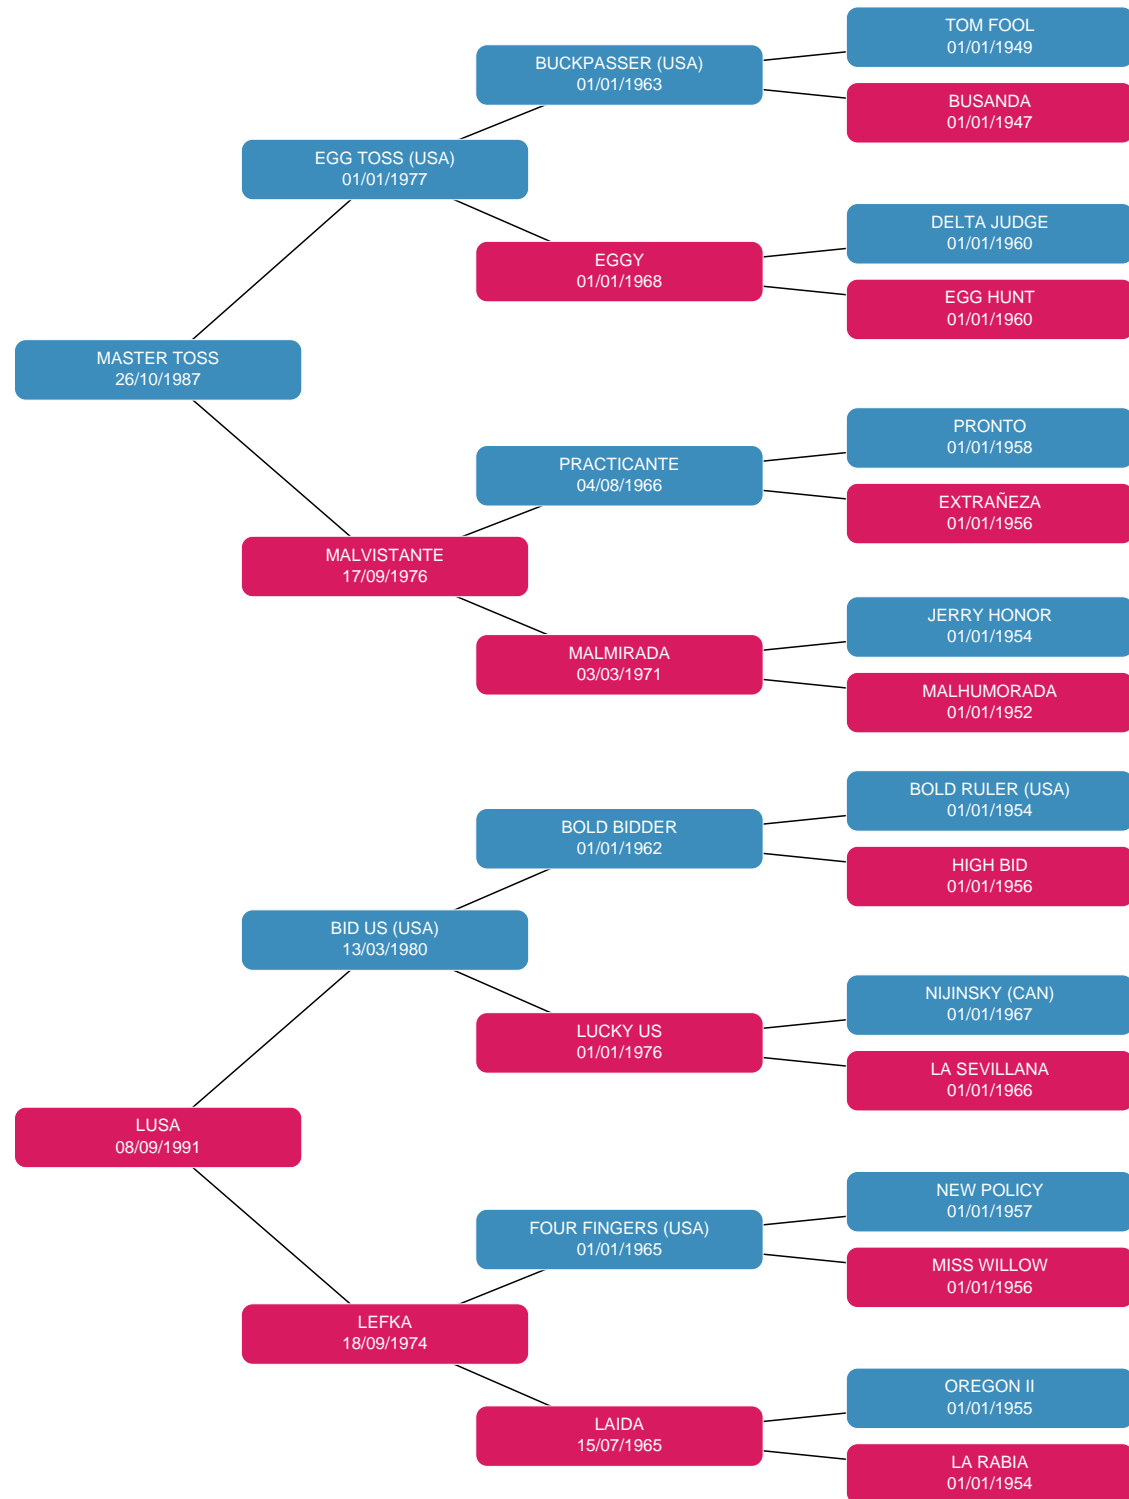 TOM FOOL
01/01/1949
BUCKPASSER (USA)
01/01/1963
BUSANDA
01/01/1947
EGG TOSS (USA)
01/01/1977
DELTA JUDGE
01/01/1960
EGGY
01/01/1968
EGG HUNT
01/01/1960
MASTER TOSS
26/10/1987
PRONTO
01/01/1958
PRACTICANTE
04/08/1966
EXTRAÑEZA
01/01/1956
MALVISTANTE
17/09/1976
JERRY HONOR
01/01/1954
MALMIRADA
03/03/1971
MALHUMORADA
01/01/1952
BOLD RULER (USA)
01/01/1954
BOLD BIDDER
01/01/1962
HIGH BID
01/01/1956
BID US (USA)
13/03/1980
NIJINSKY (CAN)
01/01/1967
LUCKY US
01/01/1976
LA SEVILLANA
01/01/1966
LUSA
08/09/1991
NEW POLICY
01/01/1957
FOUR FINGERS (USA)
01/01/1965
MISS WILLOW
01/01/1956
LEFKA
18/09/1974
OREGON II
01/01/1955
LAIDA
15/07/1965
LA RABIA
01/01/1954